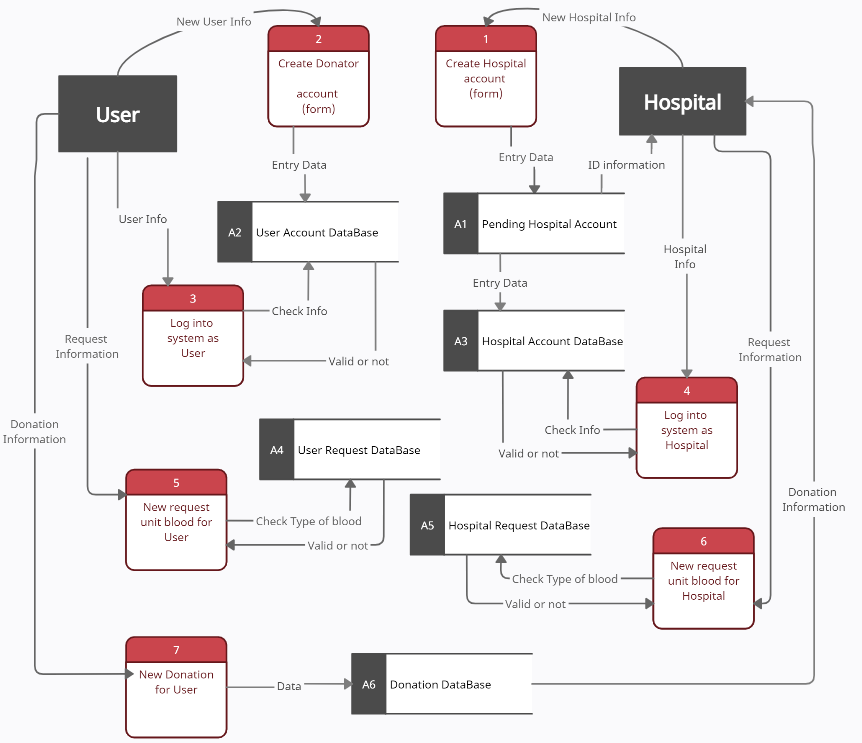 New User Info
New Hospital Info
2
Create Donator
account
(form)
1
Create Hospital
account
(form)
User
Hospital
Entry Data
Entry Data
ID information
User Info
A2
User Account DataBase
A1
Pending Hospital Account
Hospital
Info
Entry Data
3
Log into
system as
User
Check Info
Valid or not
A3
Hospital Account DataBase
Request
Information
Request
Information
4
Log into
system as
Hospital
Check Info
Valid or not
Donation
Information
A4
User Request DataBase
5
New request
unit blood for
User
Check Type of blood
Valid or not
A5
Hospital Request DataBase
Donation
Information
6
New request
unit blood for
Hospital
Check Type of blood
Valid or not
7
New Donation
for User
Data
A6
Donation DataBase